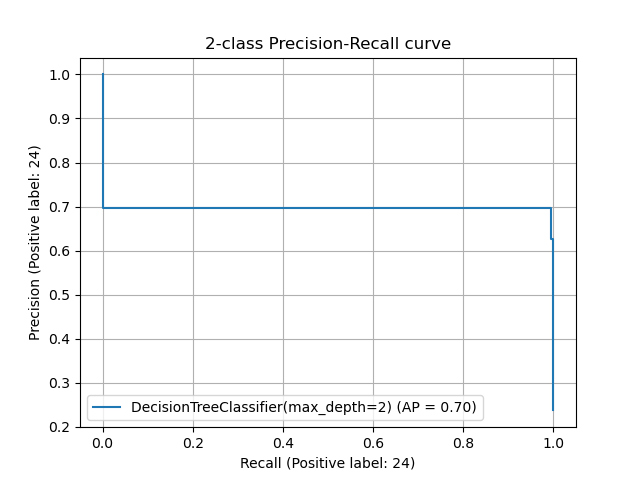 2-class Precision-Recall curve
1.0
0.9
0.8
0.7
0.6
0.5
0.4
0.3
0.2
Precision (Positive label: 24)
DecisionTreeClassifier(max_depth=2) (AP = 0.70)
0.0 0.2 0.4 0.6 0.8 1.0
Recall (Positive label: 24)